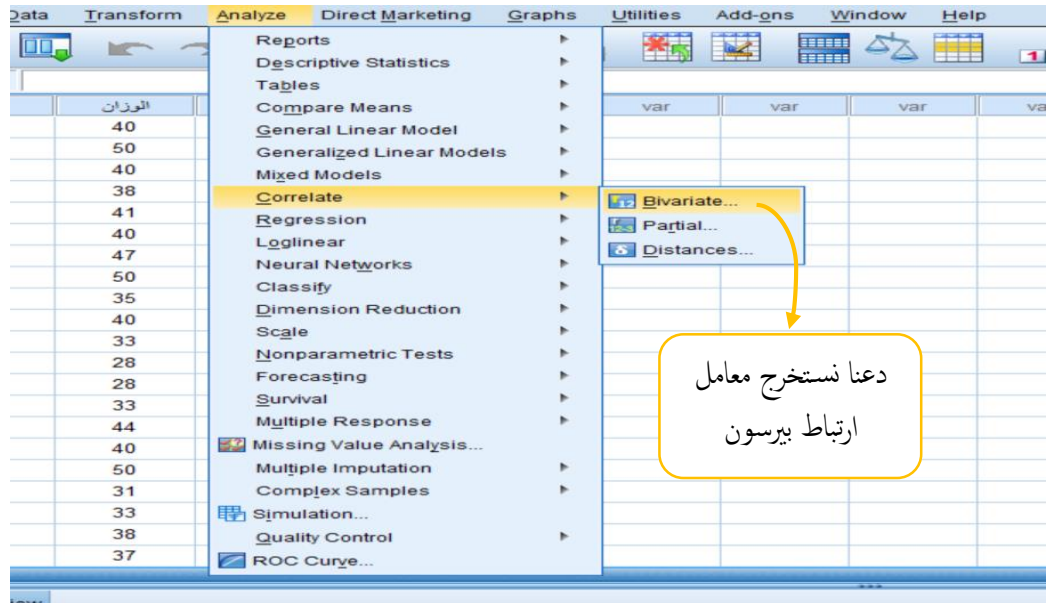 Data Transform Analyze Direct Marketing Graphs Utilities Add-ons Window Help
1
الوزان var var var va
40
50
40
38
41
40
47
50
35
40
33
28
28
33
44
40
50
31
33
38
37
Reports
Descriptive Statistics
Tables
Compare Means
General Linear Model
Generalized Linear Models
Mixed Models
Correlate
Regression
Loglinear
Neural Networks
Classify
Dimension Reduction
Scale
Nonparametric Tests
Forecasting
Survival
Multiple Response
Missing Value Analysis...
Multiple Imputation
Complex Samples
Simulation...
Quality Control
ROC Curve...
Bivariate...
Partial...
Distances...
دعنا نستخرج معامل
ارتباط بيرسون